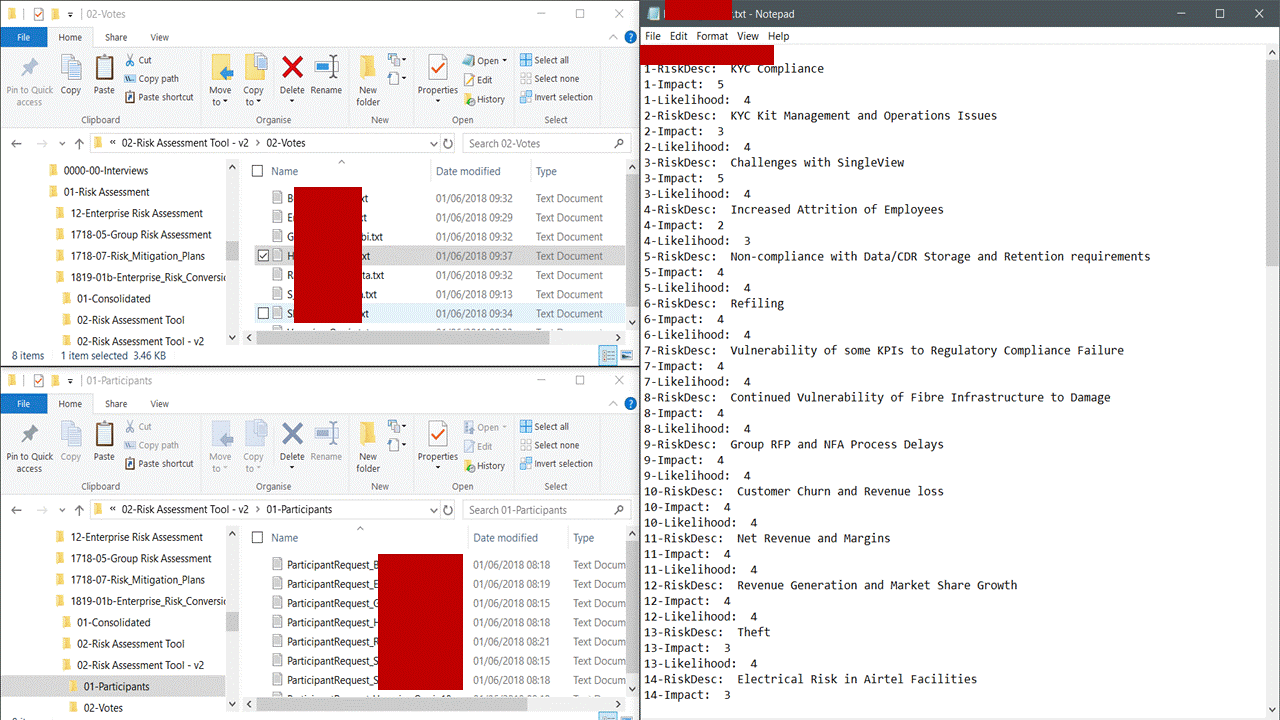 02-Votes
File Home Share View
Pin to Quick access
Copy
Paste
Cut
Copy path
Paste shortcut
Clipboard
Move to
Copy to
Delete
Rename
Organise
New folder
New
Properties
Open
Edit
History
Open
Select all
Select none
Invert selection
Select
« 02-Risk Assessment Tool - v2 > 02-Votes
Search 02-Votes
0000-00-Interviews
01-Risk Assessment
12-Enterprise Risk Assessment
1718-05-Group Risk Assessment
1718-07-Risk_Mitigation_Plans
1819-01b-Enterprise_Risk_Conversio
01-Consolidated
02-Risk Assessment Tool
02-Risk Assessment Tool - v2
Name Date modified Type
01/06/2018 09:32 Text Document
01/06/2018 09:29 Text Document
bi.txt 01/06/2018 09:32 Text Document
01/06/2018 09:37 Text Document
ta.txt 01/06/2018 09:32 Text Document
01/06/2018 09:13 Text Document
01/06/2018 09:34 Text Document
8 items 1 item selected 3.46 KB
01-Participants
File Home Share View
Pin to Quick access
Copy
Paste
Cut
Copy path
Paste shortcut
Clipboard
Move to
Copy to
Delete
Rename
Organise
New folder
New
Properties
Open
Edit
History
Open
Select all
Select none
Invert selection
Select
« 02-Risk Assessment Tool - v2 > 01-Participants
Search 01-Participants
12-Enterprise Risk Assessment
1718-05-Group Risk Assessment
1718-07-Risk_Mitigation_Plans
1819-01b-Enterprise_Risk_Conversio
01-Consolidated
02-Risk Assessment Tool
02-Risk Assessment Tool - v2
01-Participants
02-Votes
Name Date modified Type
ParticipantRequest_B 01/06/2018 08:18 Text Docum
ParticipantRequest_E 01/06/2018 08:19 Text Docum
ParticipantRequest_G 01/06/2018 08:15 Text Docum
ParticipantRequest_H 01/06/2018 08:18 Text Docum
ParticipantRequest_R 01/06/2018 08:21 Text Docum
ParticipantRequest_S 01/06/2018 08:15 Text Docum
ParticipantRequest_S 01/06/2018 08:18 Text Docum
.txt - Notepad
File Edit Format View Help
1-RiskDesc: KYC Compliance
1-Impact: 5
1-Likelihood: 4
2-RiskDesc: KYC Kit Management and Operations Issues
2-Impact: 3
2-Likelihood: 4
3-RiskDesc: Challenges with SingleView
3-Impact: 5
3-Likelihood: 4
4-RiskDesc: Increased Attrition of Employees
4-Impact: 2
4-Likelihood: 3
5-RiskDesc: Non-compliance with Data/CDR Storage and Retention requirements
5-Impact: 4
5-Likelihood: 4
6-RiskDesc: Refiling
6-Impact: 4
6-Likelihood: 4
7-RiskDesc: Vulnerability of some KPIs to Regulatory Compliance Failure
7-Impact: 4
7-Likelihood: 4
8-RiskDesc: Continued Vulnerability of Fibre Infrastructure to Damage
8-Impact: 4
8-Likelihood: 4
9-RiskDesc: Group RFP and NFA Process Delays
9-Impact: 4
9-Likelihood: 4
10-RiskDesc: Customer Churn and Revenue loss
10-Impact: 4
10-Likelihood: 4
11-RiskDesc: Net Revenue and Margins
11-Impact: 4
11-Likelihood: 4
12-RiskDesc: Revenue Generation and Market Share Growth
12-Impact: 4
12-Likelihood: 4
13-RiskDesc: Theft
13-Impact: 3
13-Likelihood: 4
14-RiskDesc: Electrical Risk in Airtel Facilities
14-Impact: 3